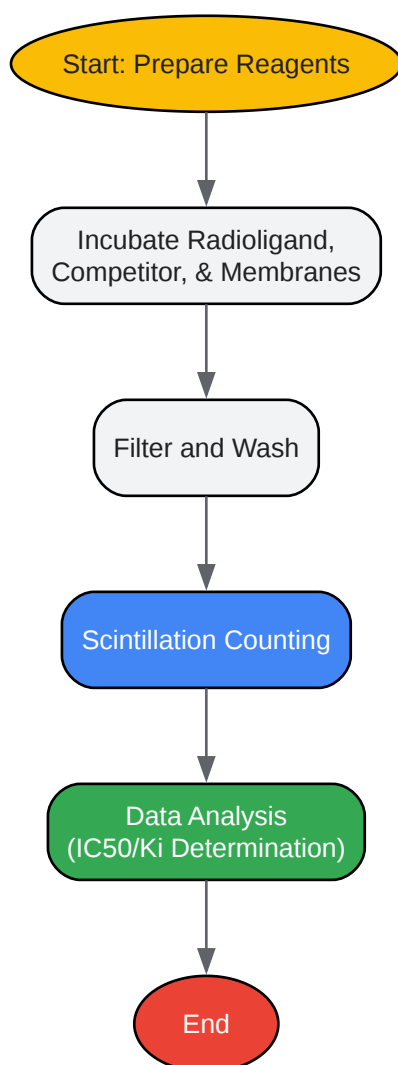 Start: Prepare Reagents
Incubate Radioligand,
Competitor, & Membranes
Filter and Wash
Scintillation Counting
Data Analysis
(IC50/Ki Determination)
End